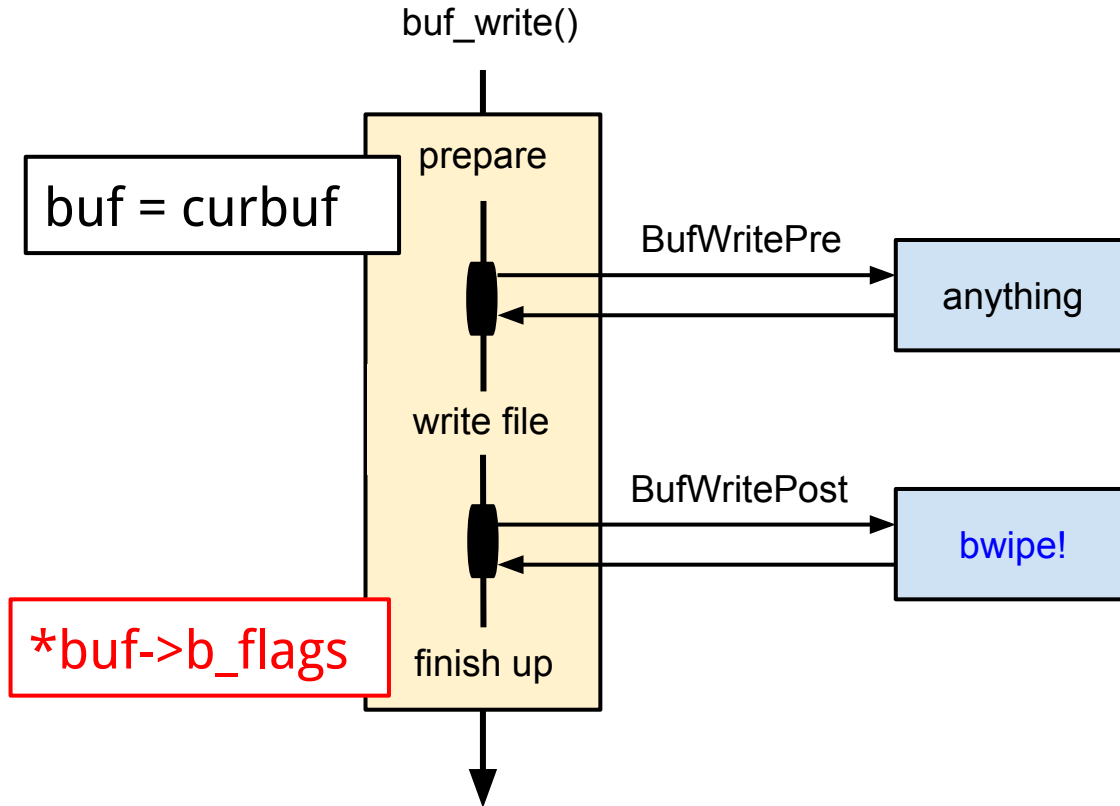 buf_write()
prepare
buf = curbuf
BufWritePre
anything
write file
BufWritePost
bwipe!
*buf->b_flags
finish up